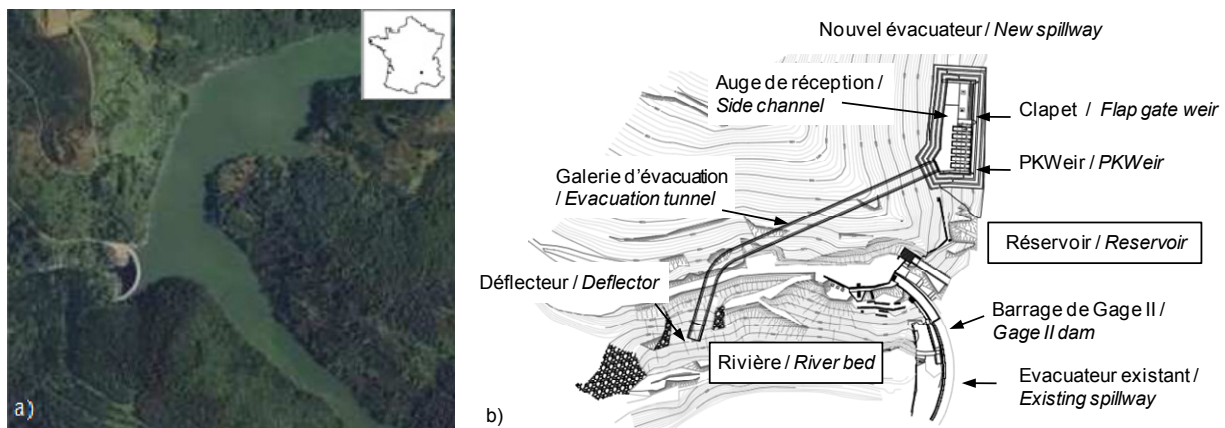 a)
Nouvel évacuateur / New spillway
Auge de réception /
Side channel
Clapet / Flap gate weir
PKWeir / PKWeir
Galerie d'évacuation
/ Evacuation tunnel
Réservoir / Reservoir
Déflecteur / Deflector
Barrage de Gage II /
Gage II dam
Rivière / River bed
Evacuateur existant /
Existing spillway
b)